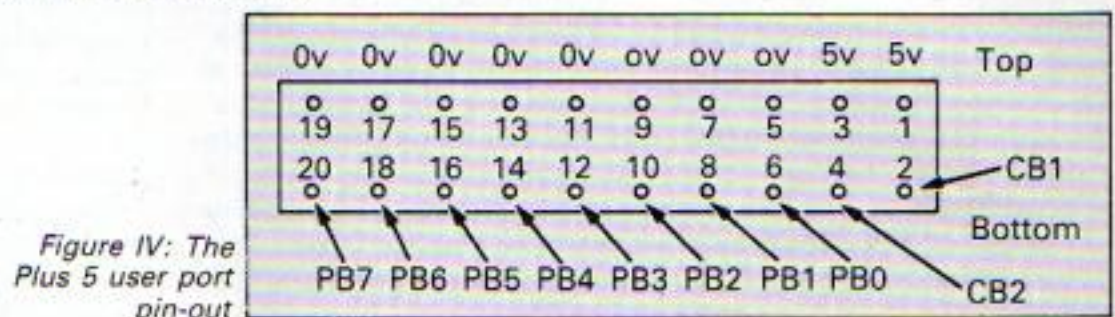 0v 0v 0v 0v 0v ov ov ov 5v 5v Top
19 17 15 13 11 9 7 5 3 1
20 18 16 14 12 10 8 6 4 2
CB1
Bottom
PB7 PB6 PB5 PB4 PB3 PB2 PB1 PB0
CB2
Figure IV: The
Plus 5 user port
pin-out